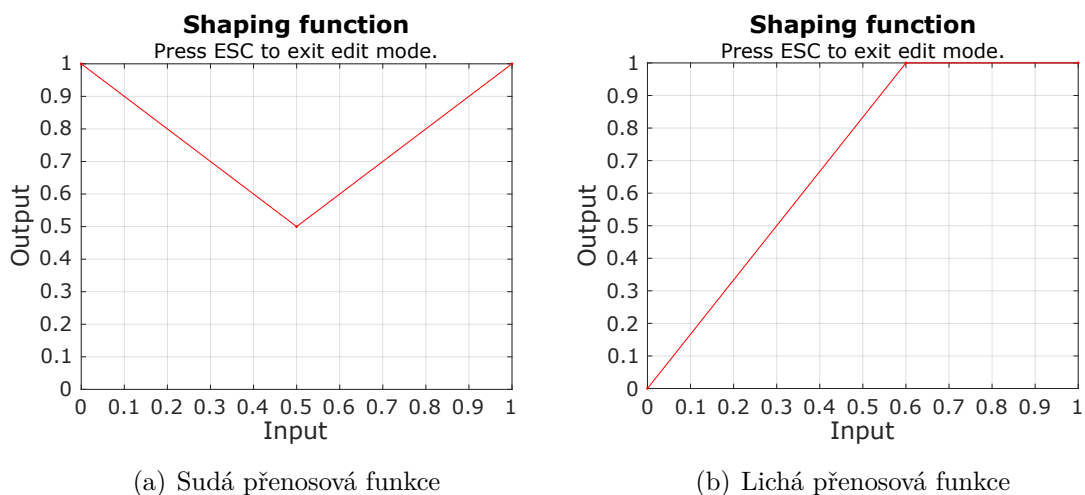 Shaping function
Press ESC to exit edit mode.
1
0.9
0.8
0.7
0.6
0.5
0.4
0.3
0.2
0.1
0
Output
0 0.1 0.2 0.3 0.4 0.5 0.6 0.7 0.8 0.9 1
Input
(a) Sudá přenosová funkce
Shaping function
Press ESC to exit edit mode.
1
0.9
0.8
0.7
0.6
0.5
0.4
0.3
0.2
0.1
0
Output
0 0.1 0.2 0.3 0.4 0.5 0.6 0.7 0.8 0.9 1
Input
(b) Lichá přenosová funkce